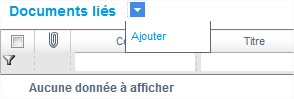 Documents liés
Ajouter
Titre
Aucune donnée à afficher